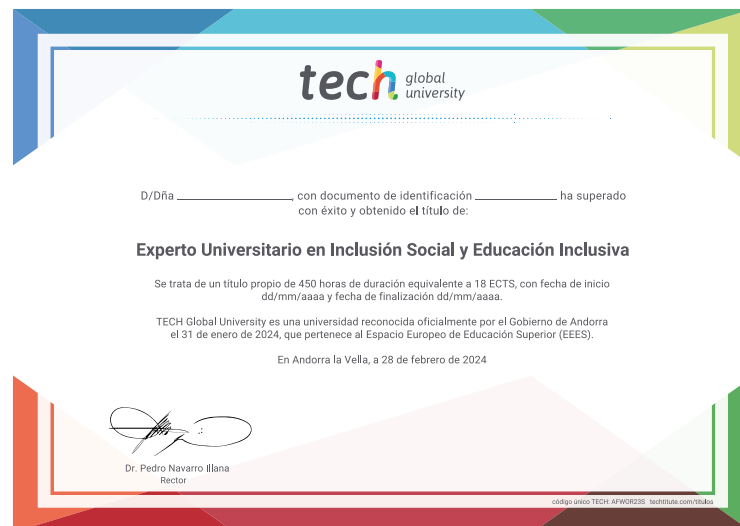 tech global university
D/Dña ____________, con documento de identificación ____________ ha superado
con éxito y obtenido el título de:
Experto Universitario en Inclusión Social y Educación Inclusiva
Se trata de un título propio de 450 horas de duración equivalente a 18 ECTS, con fecha de inicio
dd/mm/aaaa y fecha de finalización dd/mm/aaaa.
TECH Global University es una universidad reconocida oficialmente por el Gobierno de Andorra
el 31 de enero de 2024, que pertenece al Espacio Europeo de Educación Superior (EEES).
En Andorra la Vella, a 28 de febrero de 2024
Dr. Pedro Navarro Illana
Rector
código único TECH: AFWOR23S techtitute.com/titulos